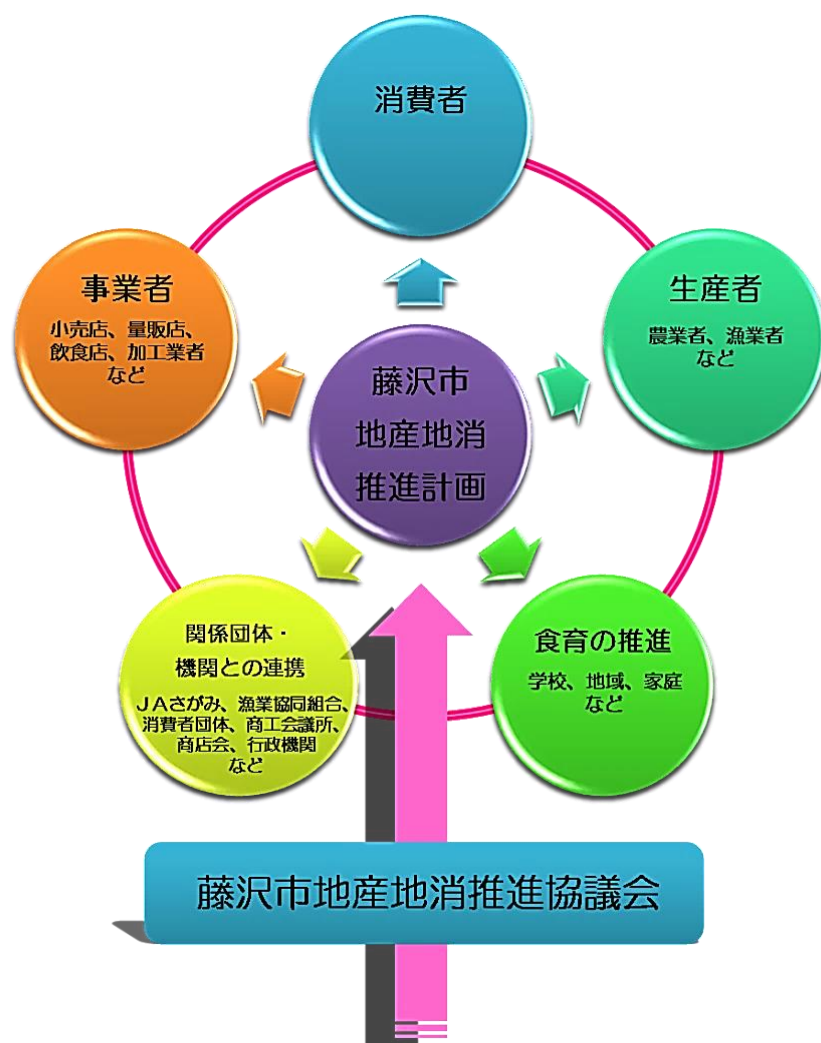 消費者
事業者
小売店、量販店、
飲食店、加工業者
など
生産者
農業者、漁業者
など
藤沢市
地産地消
推進計画
関係団体・
機関との連携
ＪＡさがみ、漁業協同組合、
消費者団体、商工会議所、
商店会、行政機関
など
食育の推進
学校、地域、家庭
など
藤沢市地産地消推進協議会